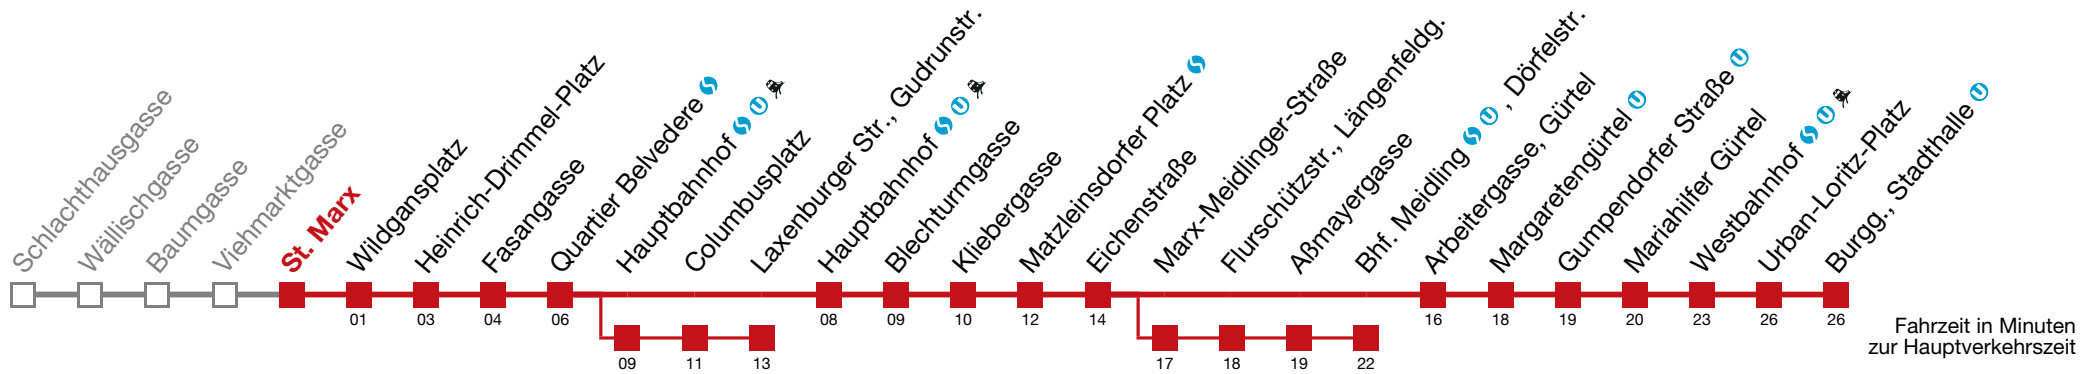 Schlachthausgasse
Wällischgasse
Baumgasse
Viehmarktgasse
St. Marx
Wildgansplatz
Heinrich-Drimmel-Platz
Fasangasse
Quartier Belvedere S
Hauptbahnhof S U
Columbusplatz
Laxenburger Str., Gudrunstr.
Hauptbahnhof S U
Blechturmgasse
Kliebergasse
Matzleinsdorfer Platz S
Eichenstraße
Marx-Meidlinger-Straße
Flurschützstr., Längenfeldg.
Aßmayergasse
Bhf. Meidling S U , Dörfelstr.
Arbeitergasse, Gürtel
Margaretengürtel U
Gumpendorfer Straße U
Mariahilfer Gürtel
Westbahnhof S U
Urban-Loritz-Platz
Burgg., Stadthalle U
01 03 04 06 08 09 10 12 14 16 18 19 20 23 26 26
09 11 13 17 18 19 22
Fahrzeit in Minuten
zur Hauptverkehrszeit